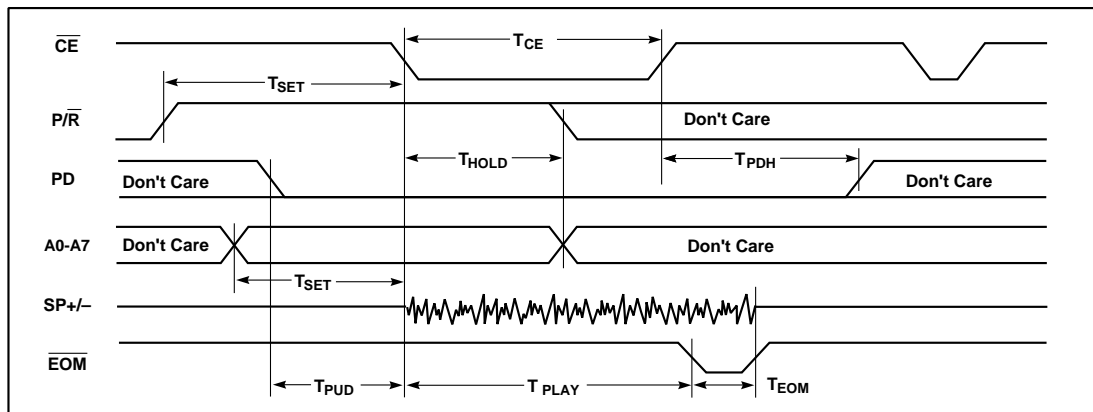 CE
T_CE
T_SET
P/R
Don't Care
T_HOLD
T_PDH
PD
Don't Care
Don't Care
A0-A7
Don't Care
Don't Care
T_SET
SP+/–
EOM
T_PUD
T_PLAY
T_EOM